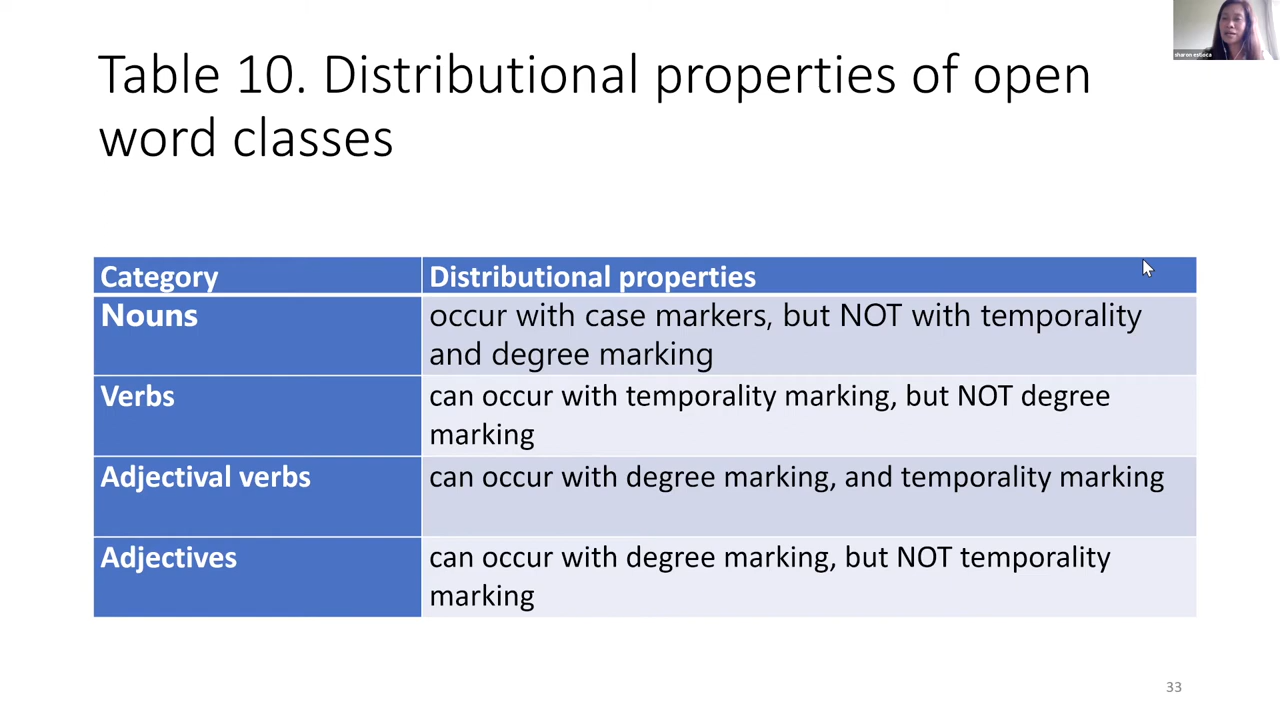 sharon estioca
Table 10. Distributional properties of open
word classes
Category Distributional properties
Nouns occur with case markers, but NOT with temporality
and degree marking
Verbs can occur with temporality marking, but NOT degree
marking
Adjectival verbs can occur with degree marking, and temporality marking
Adjectives can occur with degree marking, but NOT temporality
marking
33